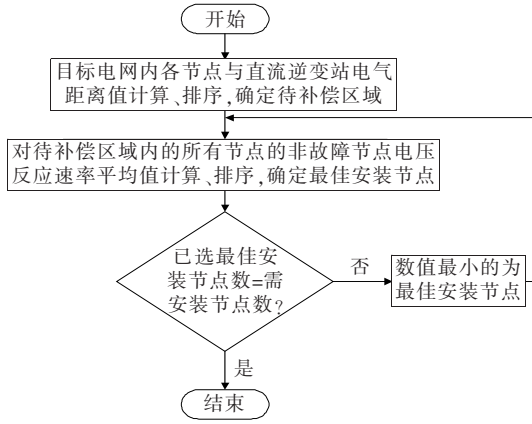 开始
目标电网内各节点与直流逆变站电气
距离值计算、排序,确定待补偿区域
对待补偿区域内的所有节点的非故障节点电压
反应速率平均值计算、排序,确定最佳安装节点
已选最佳安
装节点数=需
安装节点数?
否
数值最小的为
最佳安装节点
是
结束